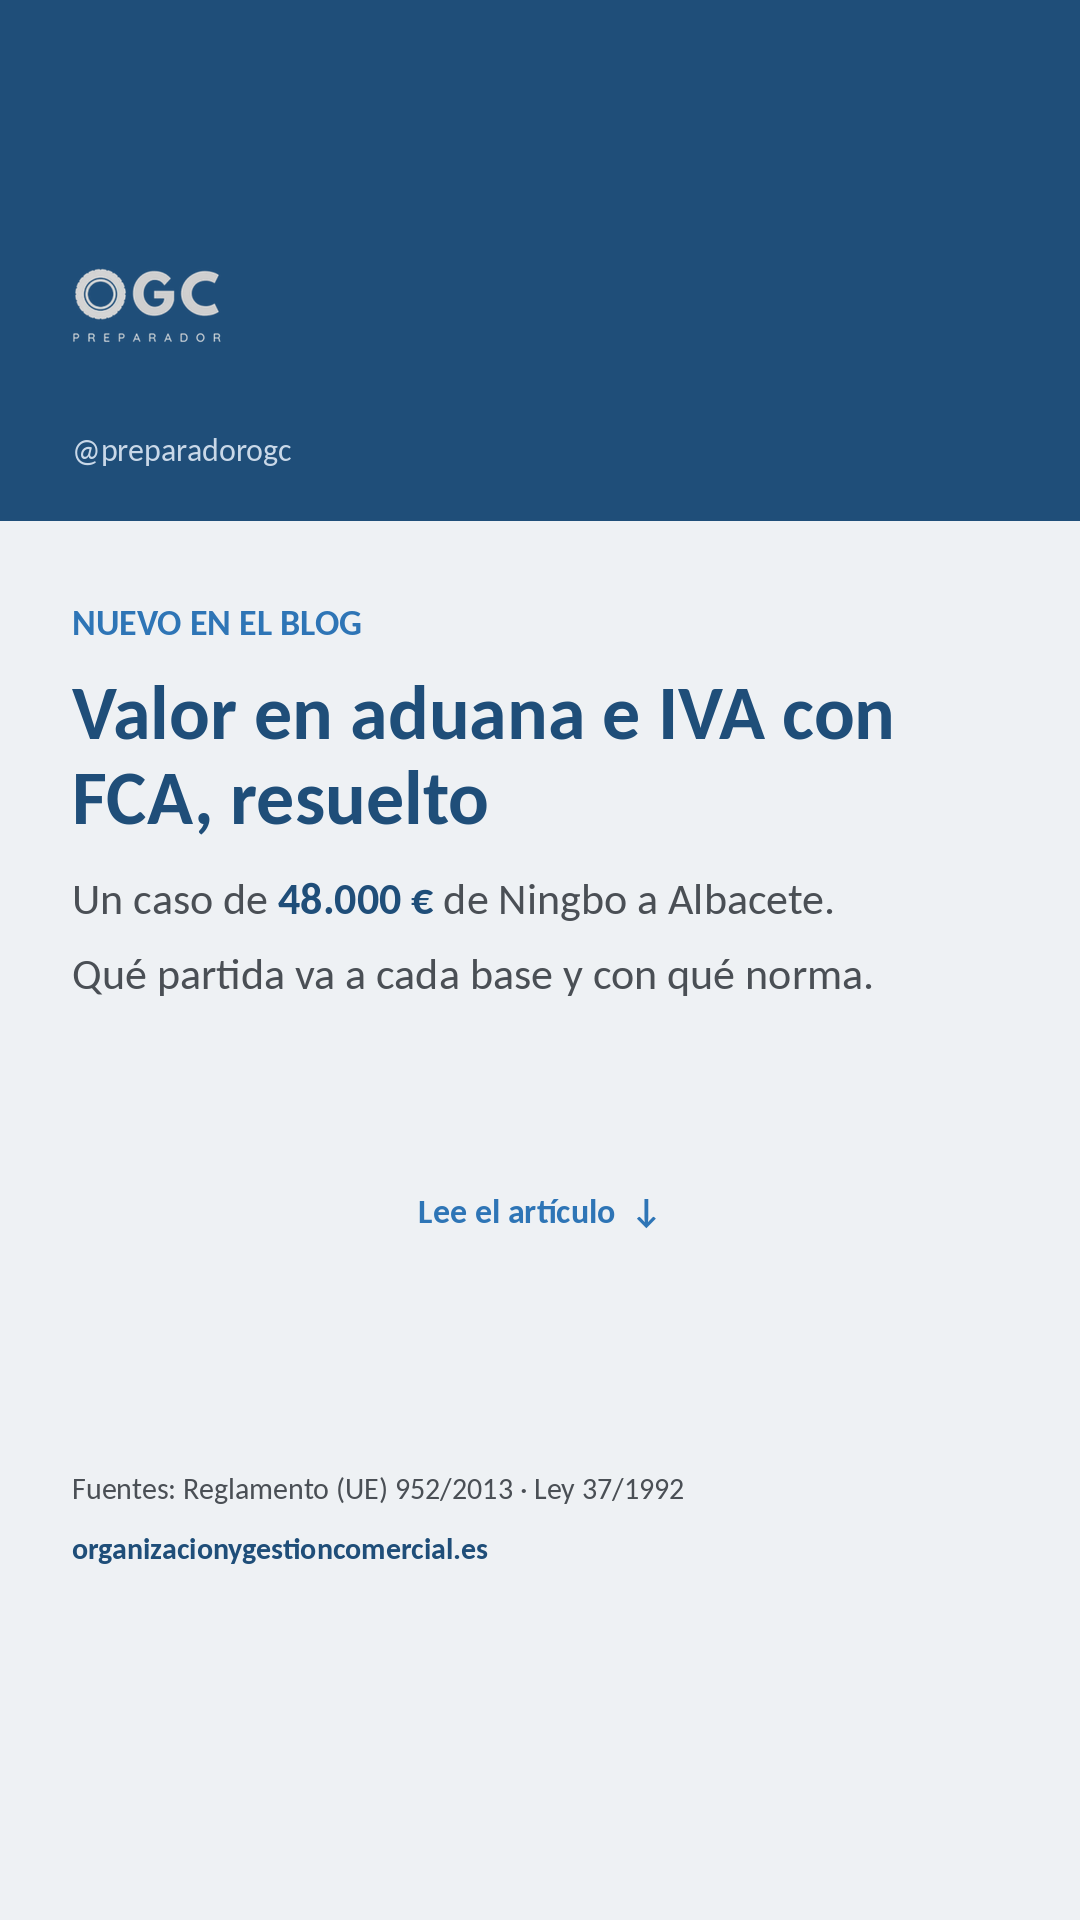 OGC
PREPARADOR
@preparadorogc
NUEVO EN EL BLOG
Valor en aduana e IVA con
FCA, resuelto
Un caso de 48.000 € de Ningbo a Albacete.
Qué partida va a cada base y con qué norma.
Lee el artículo ↓
Fuentes: Reglamento (UE) 952/2013 · Ley 37/1992
organizacionygestioncomercial.es